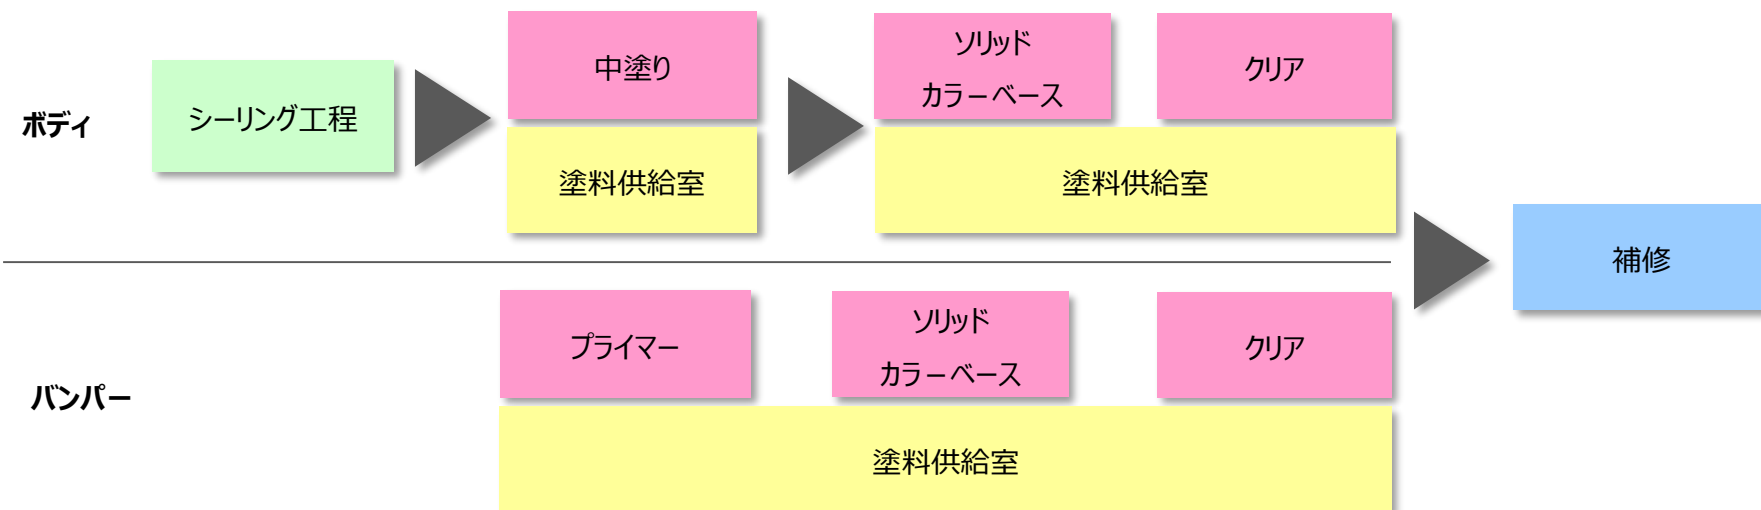 ボディ
シーリング工程
中塗り
塗料供給室
ソリッド
カラーベース
クリア
塗料供給室
補修
バンパー
プライマー
ソリッド
カラーベース
クリア
塗料供給室